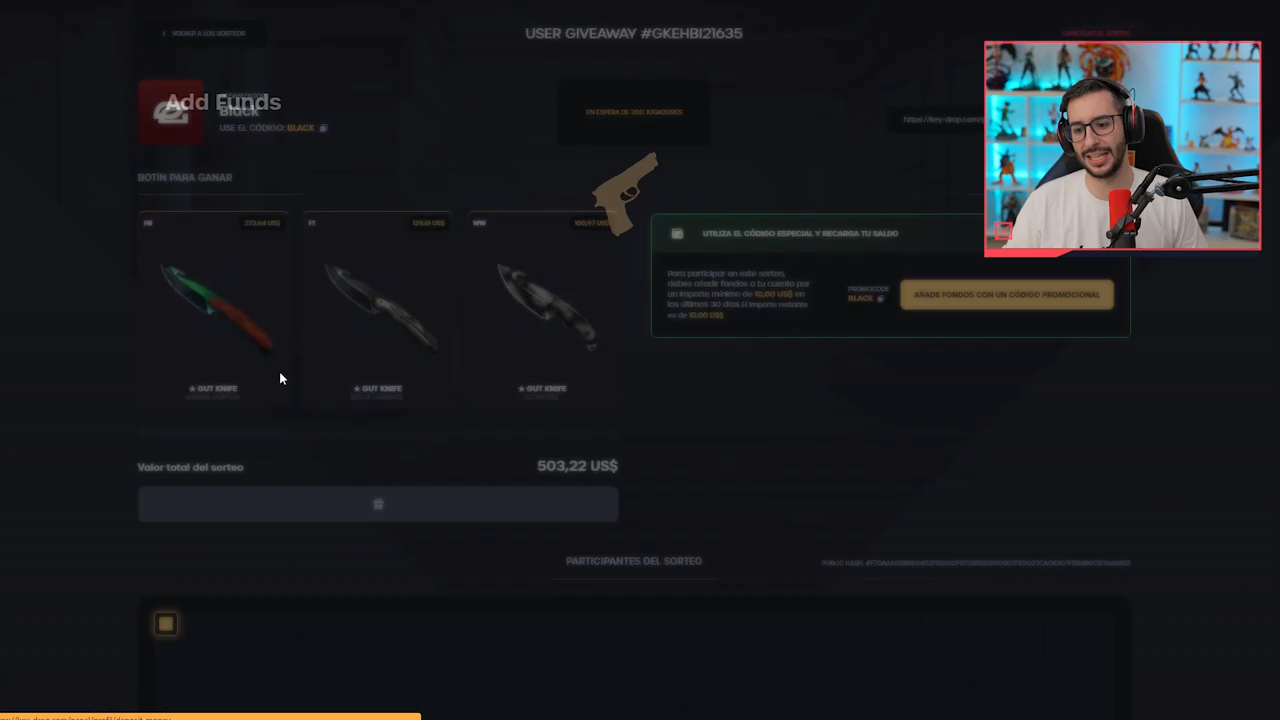 VOLVER A LOS SORTEOS
USER GIVEAWAY #GKEHBI21635
Add Funds
Black
USE EL CÓDIGO: BLACK
EN ESPERA DE 200 JUGADORES
https://key-drop.com/
BOTÍN PARA GANAR
FN
272,64 US$
FT
129,61 US$
WW
100,97 US$
★ GUT KNIFE
★ GUT KNIFE
★ GUT KNIFE
UTILIZA EL CÓDIGO ESPECIAL Y RECARGA TU SALDO
Para participar en este sorteo,
debes añadir fondos a tu cuenta por
un importe mínimo de 10,00 US$ en
los últimos 30 días El importe restante
es de 10,00 US$
PROMOCODE
BLACK
AÑADE FONDOS CON UN CÓDIGO PROMOCIONAL
Valor total del sorteo
503,22 US$
PARTICIPANTES DEL SORTEO